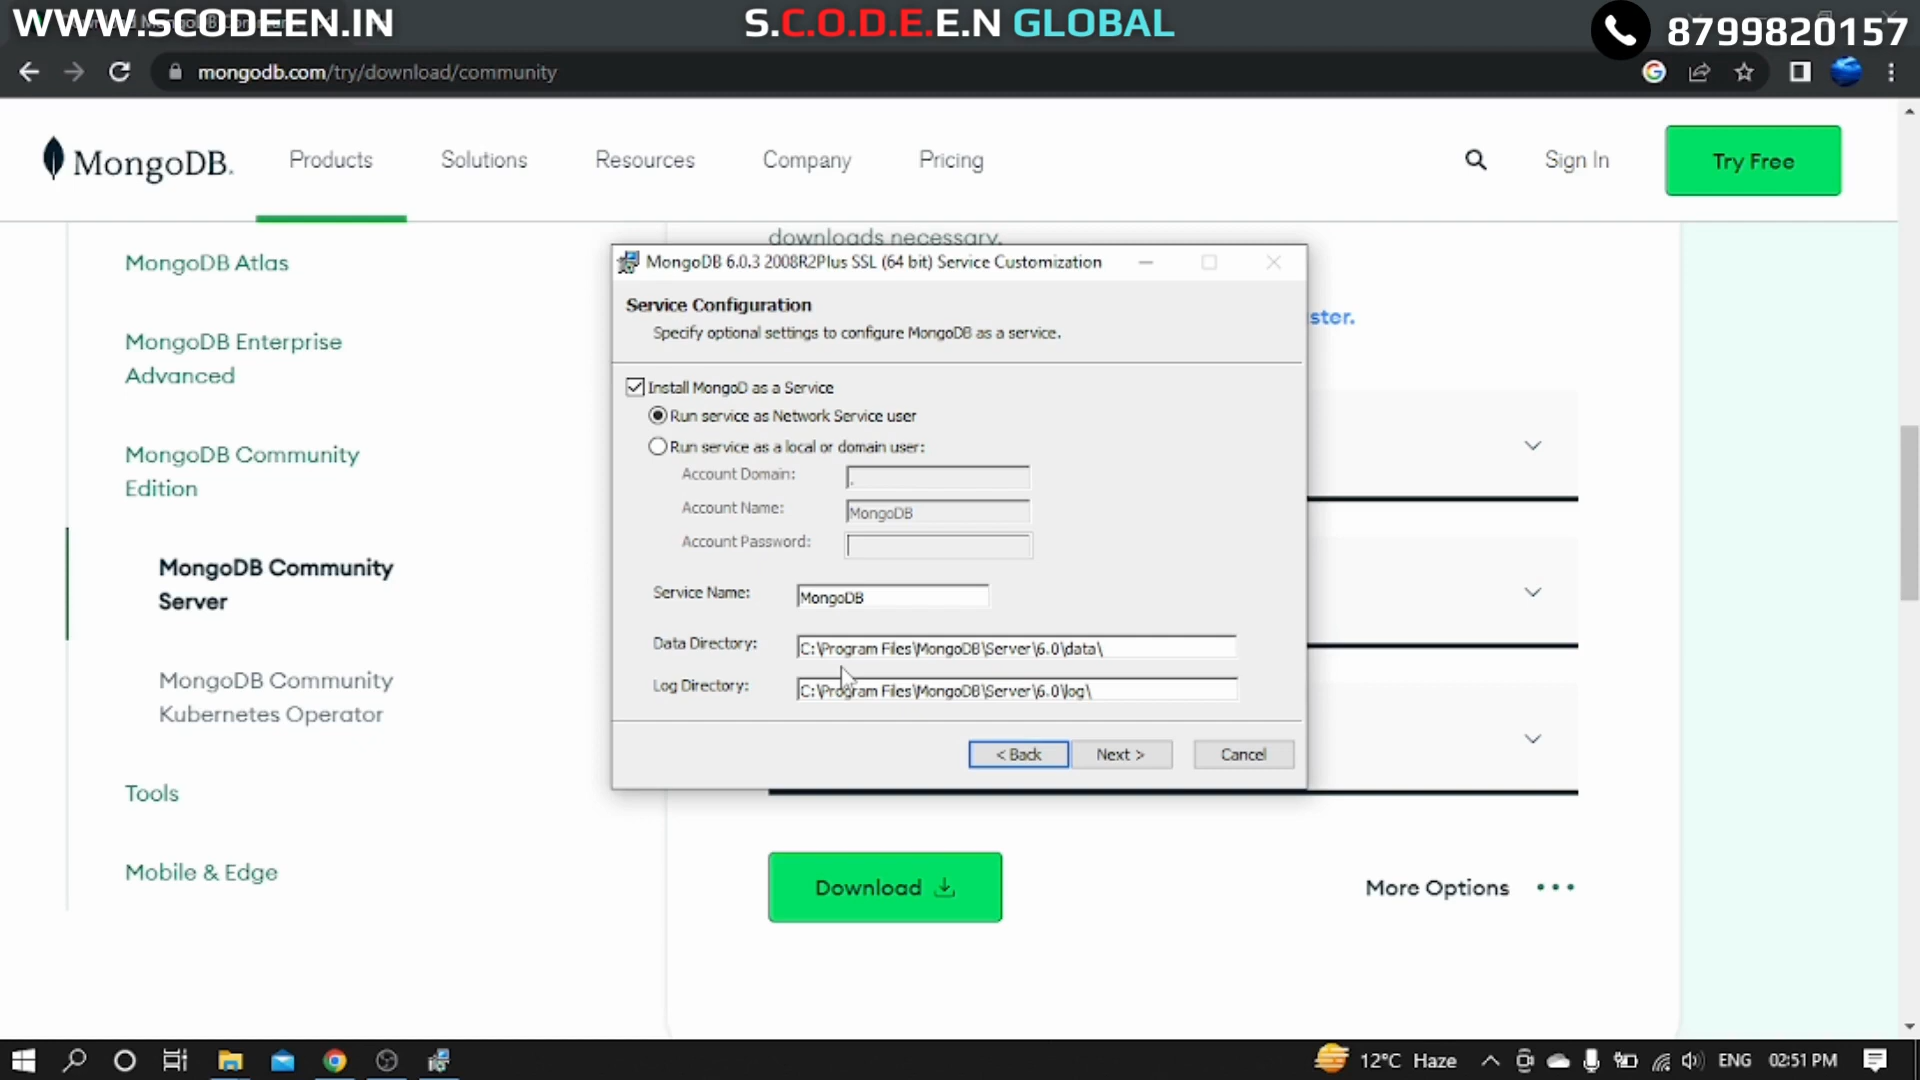 WWW.SCODEEN.IN
S.C.O.D.E.E.N GLOBAL
8799820157
mongodb.com/try/download/community
MongoDB.
Products
Solutions
Resources
Company
Pricing
Sign In
Try Free
MongoDB Atlas
MongoDB Enterprise
Advanced
MongoDB Community
Edition
MongoDB Community
Server
MongoDB Community
Kubernetes Operator
Tools
Mobile & Edge
downloads necessary.
ster.
MongoDB 6.0.3 2008R2Plus SSL (64 bit) Service Customization
Service Configuration
Specify optional settings to configure MongoDB as a service.
Install MongoD as a Service
Run service as Network Service user
Run service as a local or domain user:
Account Domain: .
Account Name: MongoDB
Account Password:
Service Name: MongoDB
Data Directory: C:\Program Files\MongoDB\Server\6.0\data\
Log Directory: C:\Program Files\MongoDB\Server\6.0\log\
< Back
Next >
Cancel
Download
More Options
12°C Haze
ENG
02:51 PM